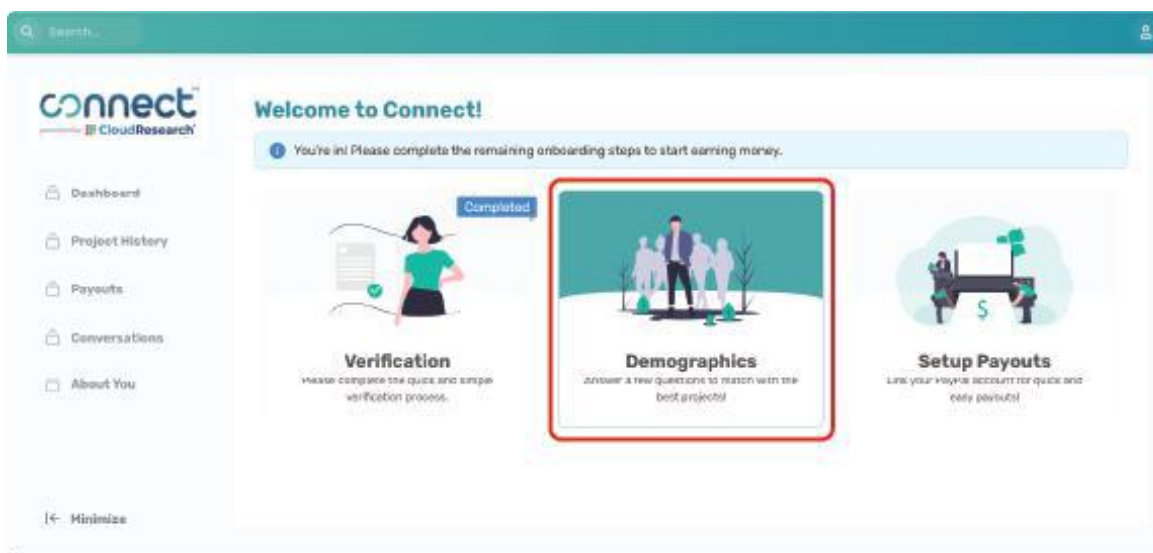 Search...
connect
CloudResearch
Welcome to Connect!
You're in! Please complete the remaining onboarding steps to start earning money.
Dashboard
Project History
Payouts
Conversations
About You
Minimize
Completed
Verification
Please complete the quick and simple
verification process.
Demographics
Answer a few questions to match with the
best projects!
$
Setup Payouts
Link your PayPal account for quick and
easy payouts!